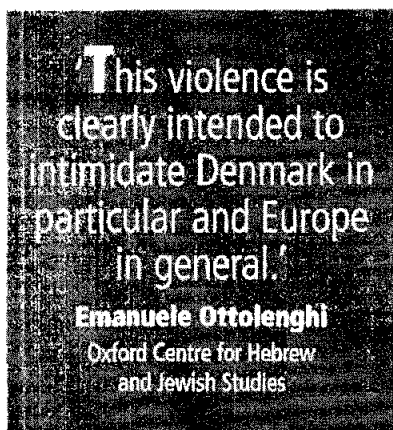 'This violence is
clearly intended to
intimidate Denmark in
particular and Europe
in general.'
Emanuele Ottolenghi
Oxford Centre for Hebrew
and Jewish Studies